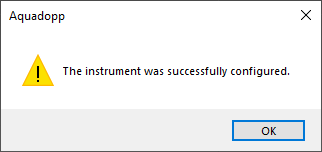 Aquadopp
The instrument was successfully configured.
OK